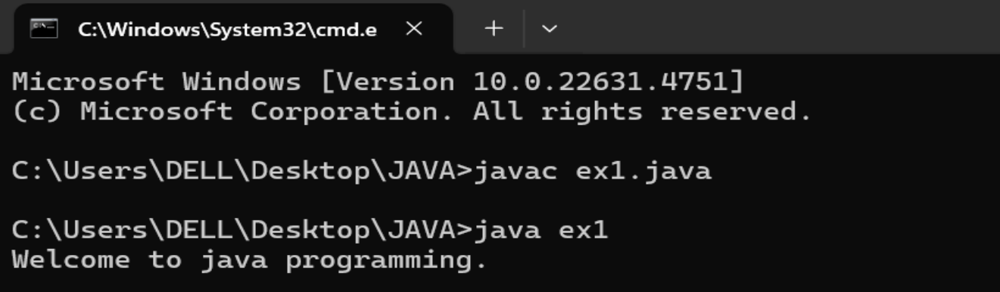 C:\Windows\System32\cmd.e
Microsoft Windows [Version 10.0.22631.4751]
(c) Microsoft Corporation. All rights reserved.
C:\Users\DELL\Desktop\JAVA>javac ex1.java
C:\Users\DELL\Desktop\JAVA>java ex1
Welcome to java programming.